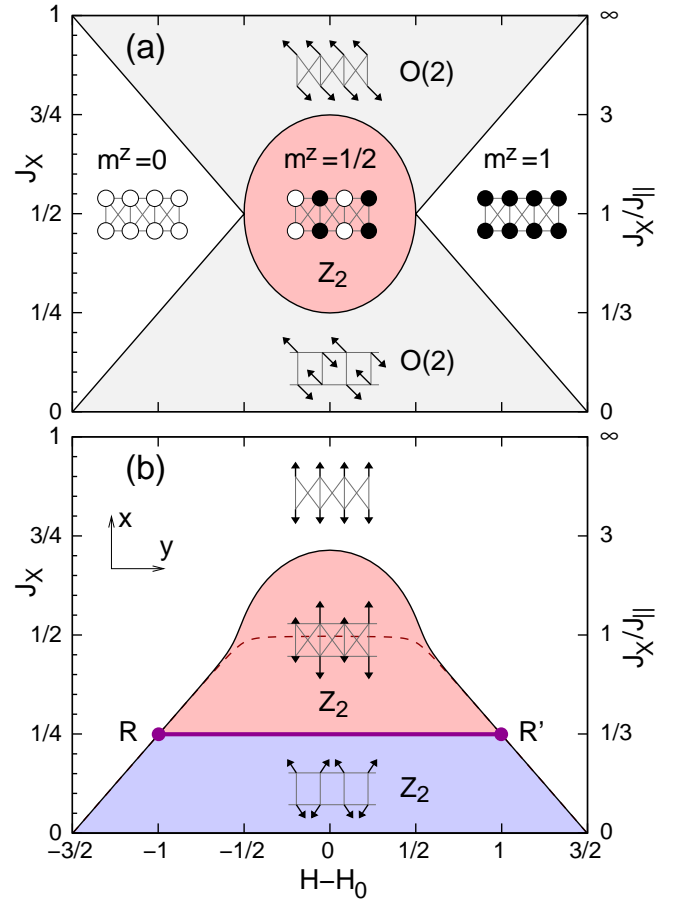 (a)
O(2)
m^z=0
m^z=1/2
m^z=1
Z_2
O(2)
J_X
1
3/4
1/2
1/4
0
∞
3
1
1/3
0
J_X/J_||
(b)
x
y
Z_2
R
R'
Z_2
J_X
1
3/4
1/2
1/4
0
∞
3
1
1/3
0
J_X/J_||
−3/2
−1
−1/2
0
1/2
1
3/2
H−H_0